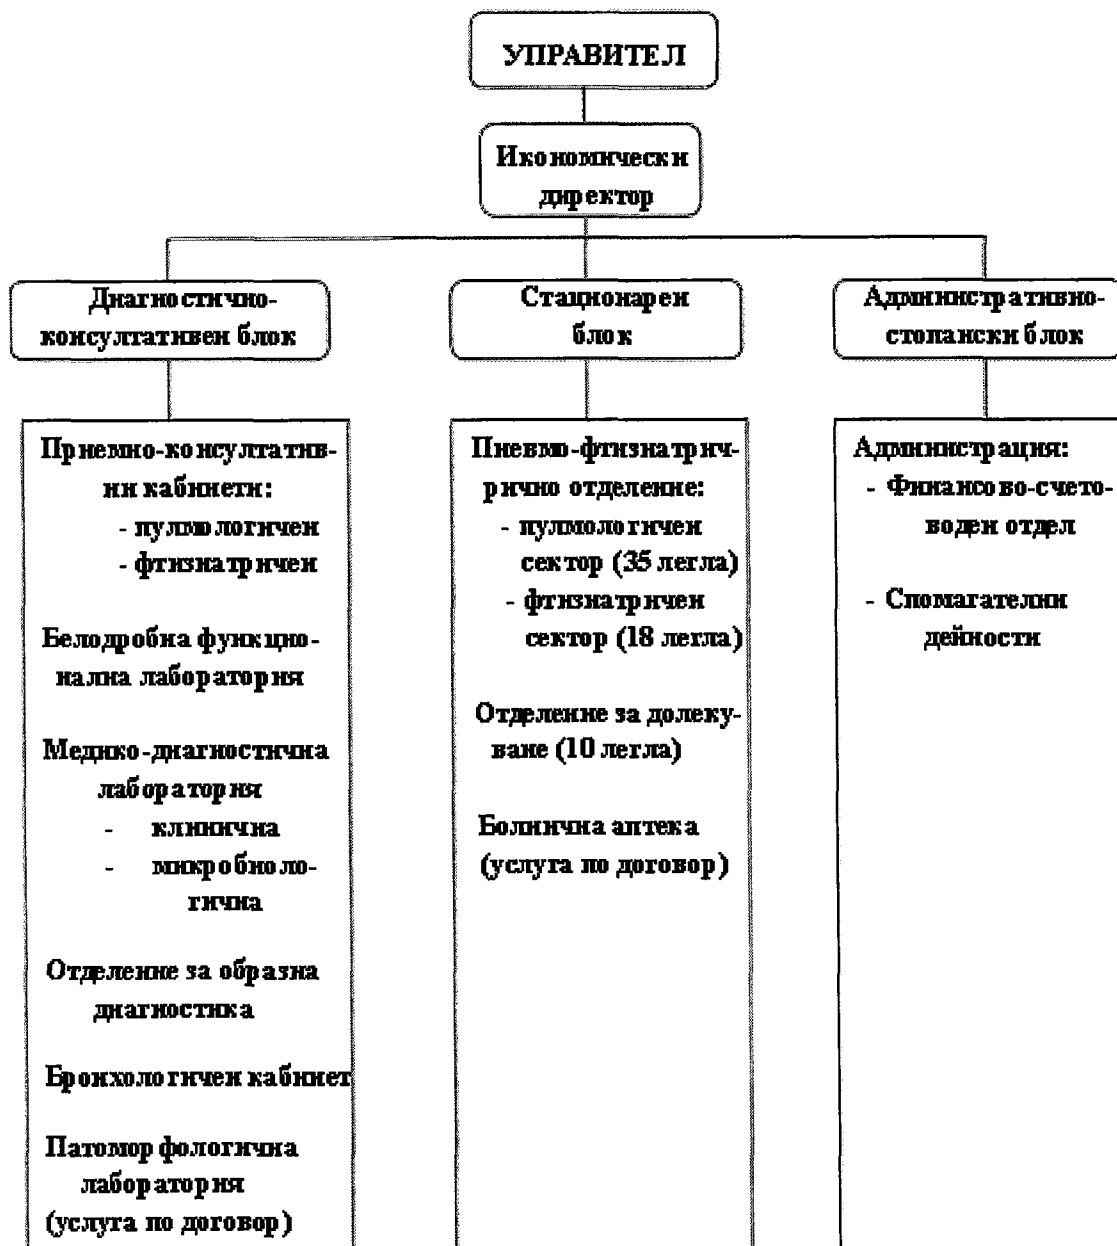 УПРАВИТЕЛ
Икономически
директор
Диагностично-
консултативен блок
Стационарен
блок
Административно-
стопански блок
Приемно-консултатив-
ни кабинети:
- пулмологичен
- фтизиатричен
Белодробна функцио-
нална лаборатория
Медико-диагностична
лаборатория
- клинична
- микробиоло-
гична
Отделение за образна
диагностика
Бронхологичен кабинет
Патоморфологична
лаборатория
(услуга по договор)
Пневмо-фтизиатрич-
рично отделение:
- пулмологичен
сектор (35 легла)
- фтизиатричен
сектор (18 легла)
Отделение за долеку-
ване (10 легла)
Болнична аптека
(услуга по договор)
Администрация:
- Финансово-счето-
воден отдел
- Спомагателни
дейности